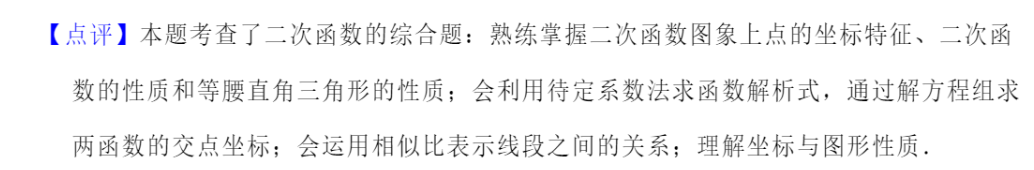 【点评】本题考查了二次函数的综合题：熟练掌握二次函数图象上点的坐标特征、二次函
数的性质和等腰直角三角形的性质；会利用待定系数法求函数解析式，通过解方程组求
两函数的交点坐标；会运用相似比表示线段之间的关系；理解坐标与图形性质．